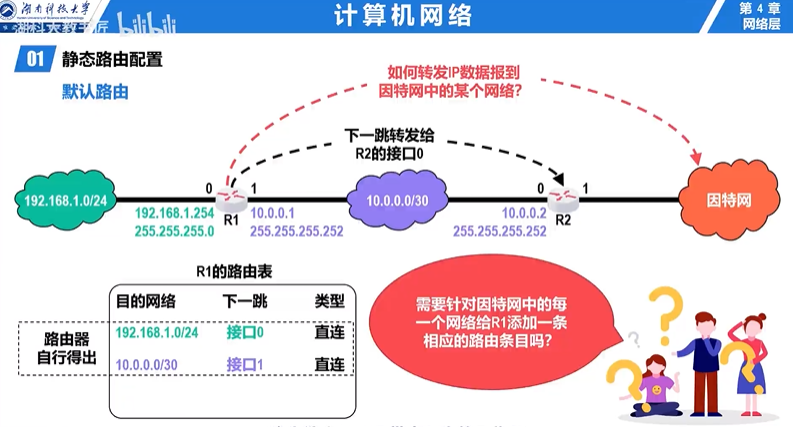 湖南科技大学
湖科大教书匠 bilibili
计算机网络
第 4 章
网络层
01 静态路由配置
默认路由
如何转发IP数据报到
因特网中的某个网络？
下一跳转发给
R2的接口0
192.168.1.0/24
0
1
R1
192.168.1.254
255.255.255.0
10.0.0.1
255.255.255.252
10.0.0.0/30
0
1
R2
10.0.0.2
255.255.255.252
因特网
R1的路由表
目的网络 下一跳 类型
192.168.1.0/24 接口0 直连
10.0.0.0/30 接口1 直连
路由器
自行得出
需要针对因特网中的每
一个网络给R1添加一条
相应的路由条目吗？